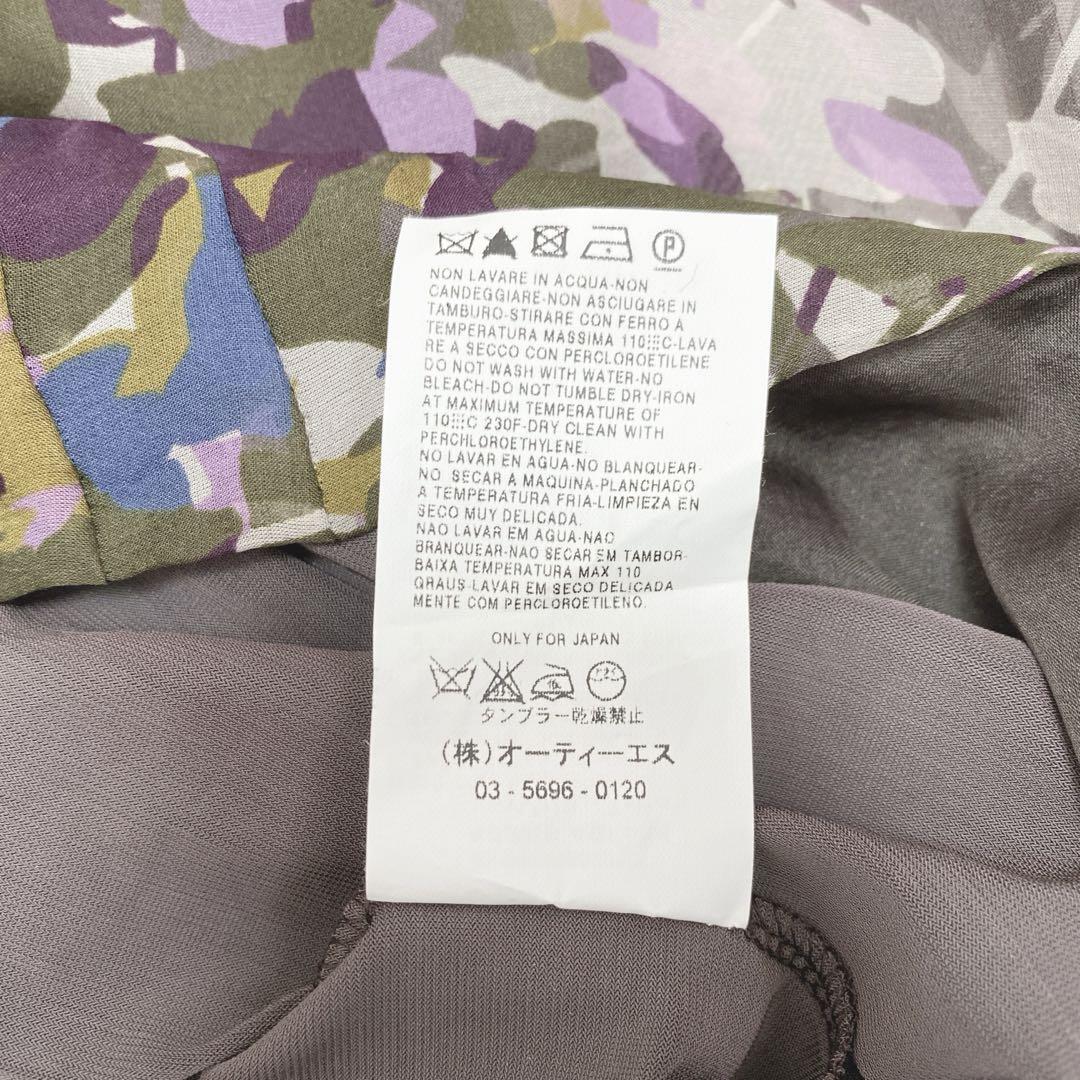 P
NON LAVARE IN ACQUA-NON
CANDEGGIARE-NON ASCIUGARE IN
TAMBURO-STIRARE CON FERRO A
TEMPERATURA MASSIMA 110 C-LAVA
RE A SECCO CON PERCLOROETILENE
DO NOT WASH WITH WATER-NO
BLEACH-DO NOT TUMBLE DRY-IRON
AT MAXIMUM TEMPERATURE OF
110 C 230F-DRY CLEAN WITH
PERCHLOROETHYLENE.
NO LAVAR EN AGUA-NO BLANQUEAR-
NO SECAR A MAQUINA-PLANCHADO
A TEMPERATURA FRIA-LIMPIEZA EN
SECO MUY DELICADA.
NAO LAVAR EM AGUA-NAO
BRANQUEAR-NAO SECAR EM TAMBOR-
BAIXA TEMPERATURA MAX 110
GRAUS-LAVAR EM SECO DELICADA
MENTE COM PERCLOROETILENO.
ONLY FOR JAPAN
タンブラー乾燥禁止
(株)オーティーエス
03-5696-0120